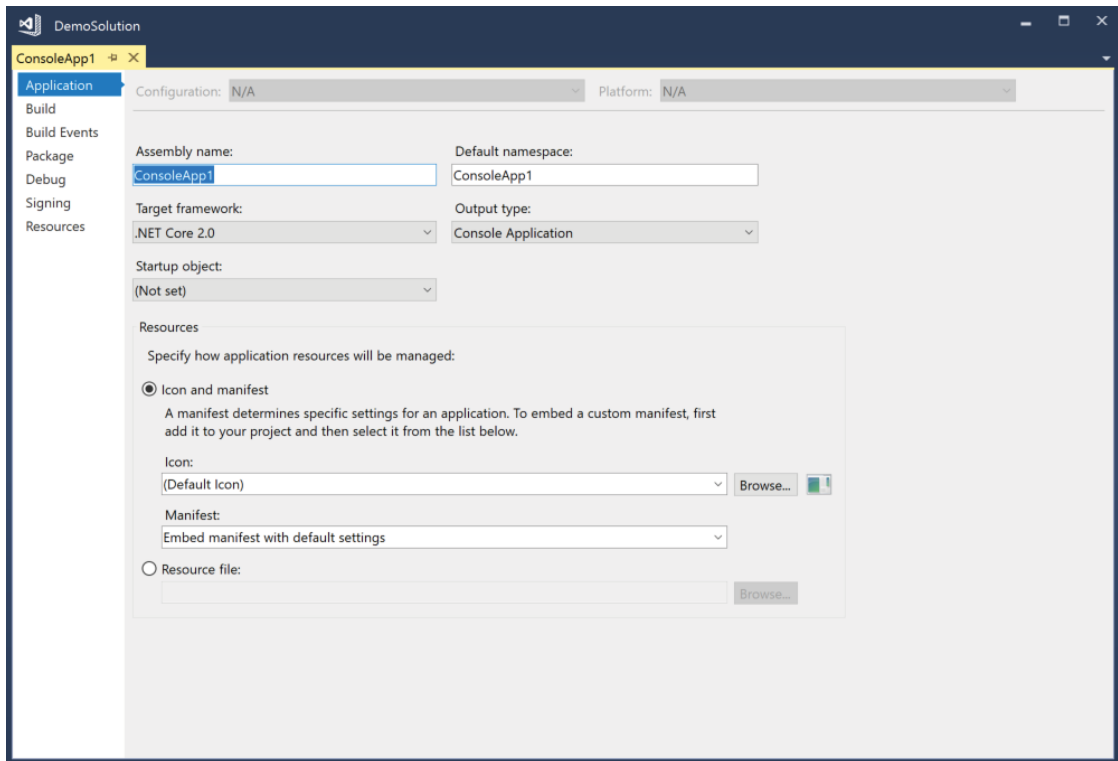 DemoSolution
ConsoleApp1
Application
Build
Build Events
Package
Debug
Signing
Resources
Configuration: N/A Platform: N/A
Assembly name: Default namespace:
ConsoleApp1 ConsoleApp1
Target framework: Output type:
.NET Core 2.0 Console Application
Startup object:
(Not set)
Resources
Specify how application resources will be managed:
Icon and manifest
A manifest determines specific settings for an application. To embed a custom manifest, first
add it to your project and then select it from the list below.
Icon:
(Default Icon) Browse...
Manifest:
Embed manifest with default settings
Resource file:
Browse...